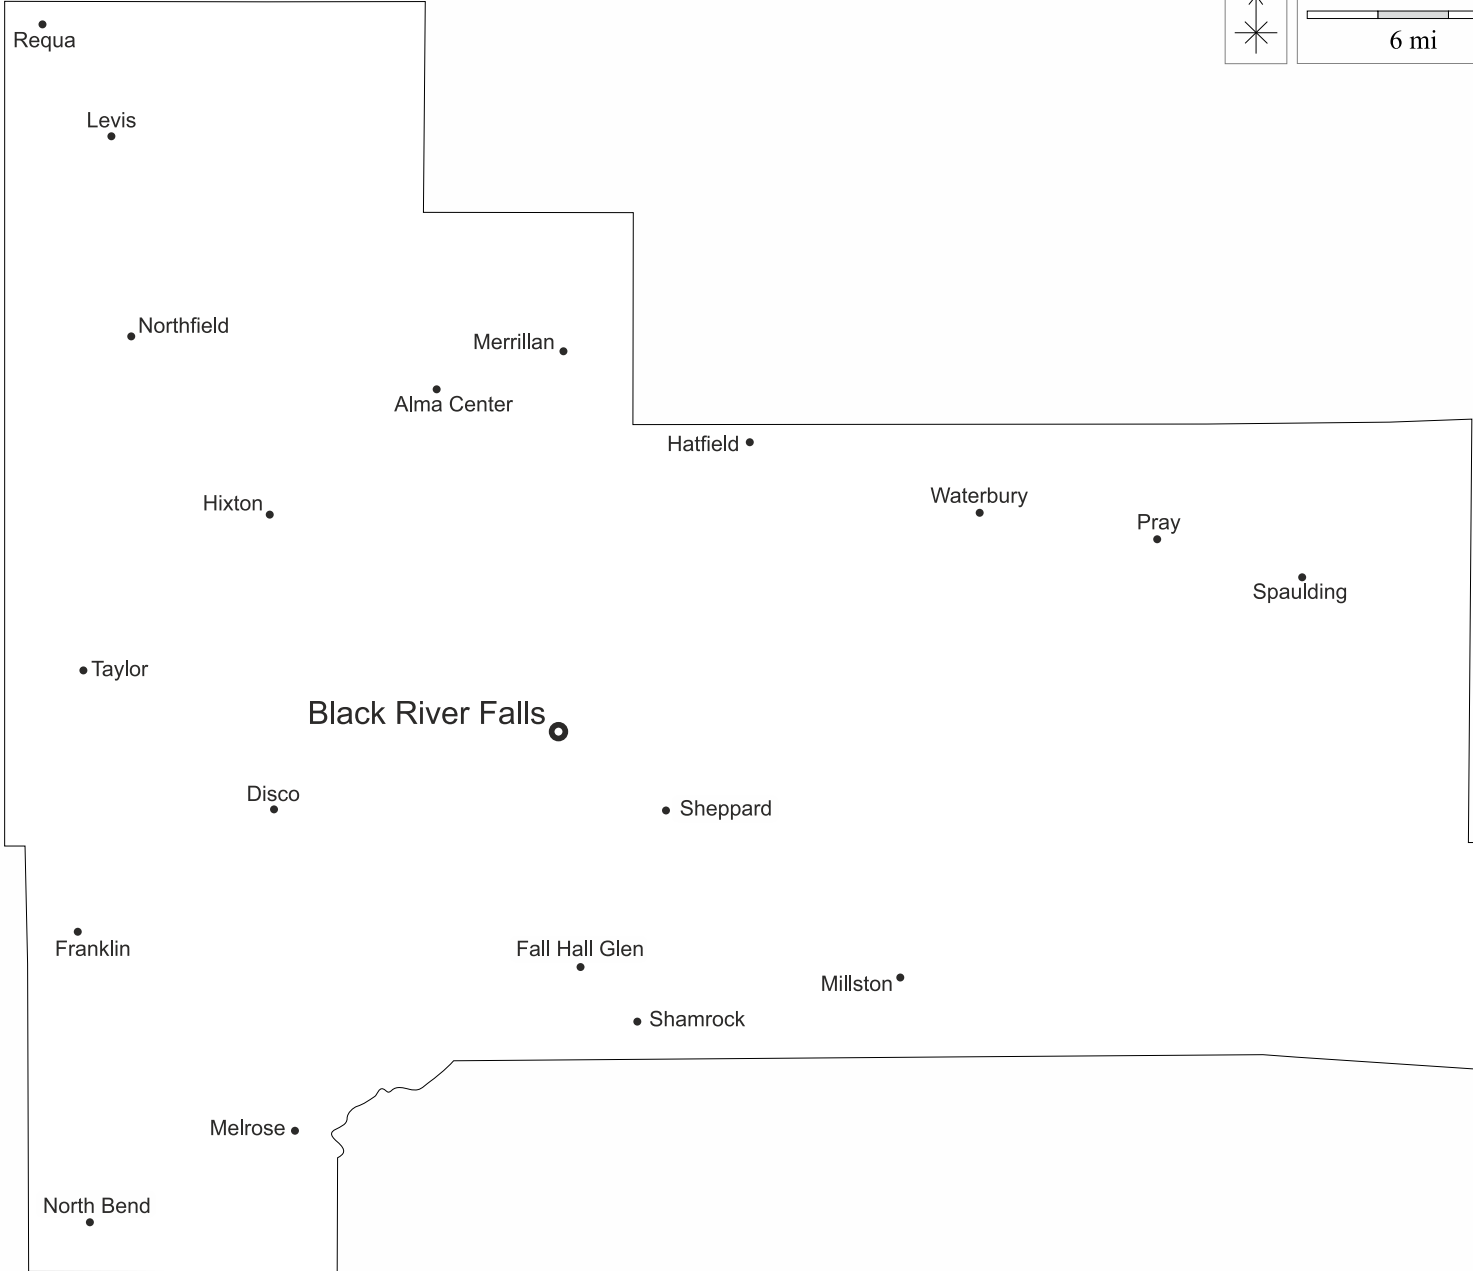 Requa
6 mi
Levis
Northfield
Merrillan
Alma Center
Hatfield
Waterbury
Hixton
Pray
Spaulding
Taylor
Black River Falls
Disco
Sheppard
Franklin
Fall Hall Glen
Millston
Shamrock
Melrose
North Bend